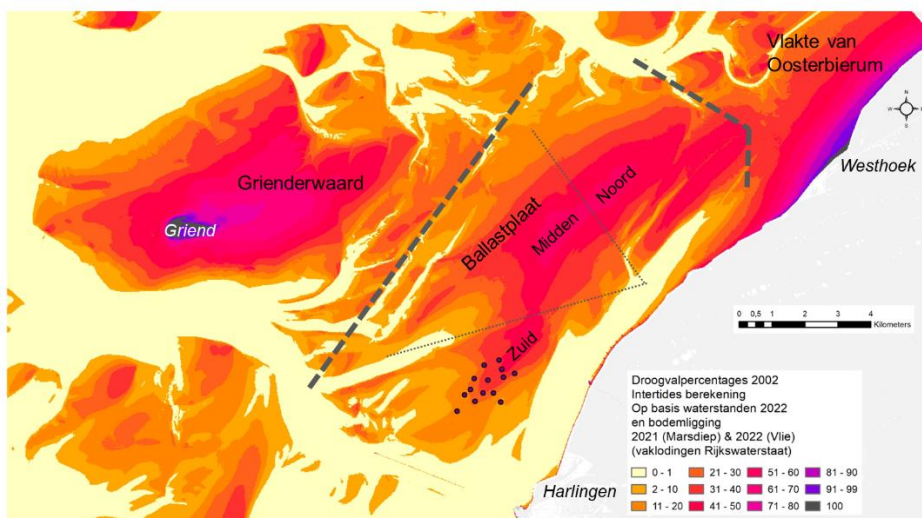 Vlakte van
Oosterbierum
N
W
S
Westhoek
Grienderwaard
Griend
Ballastplaat
Midden
Noord
Zuid
0 0,5 1 2 3 4
Kilometers
Droogvalpercentages 2002
Intertides berekening
Op basis waterstanden 2022
en bodemligging
2021 (Marsdiep) & 2022 (Vlie)
(vaklodingen Rijkswaterstaat)
0 - 1 21 - 30 51 - 60 81 - 90
2 - 10 31 - 40 61 - 70 91 - 99
11 - 20 41 - 50 71 - 80 100
Harlingen